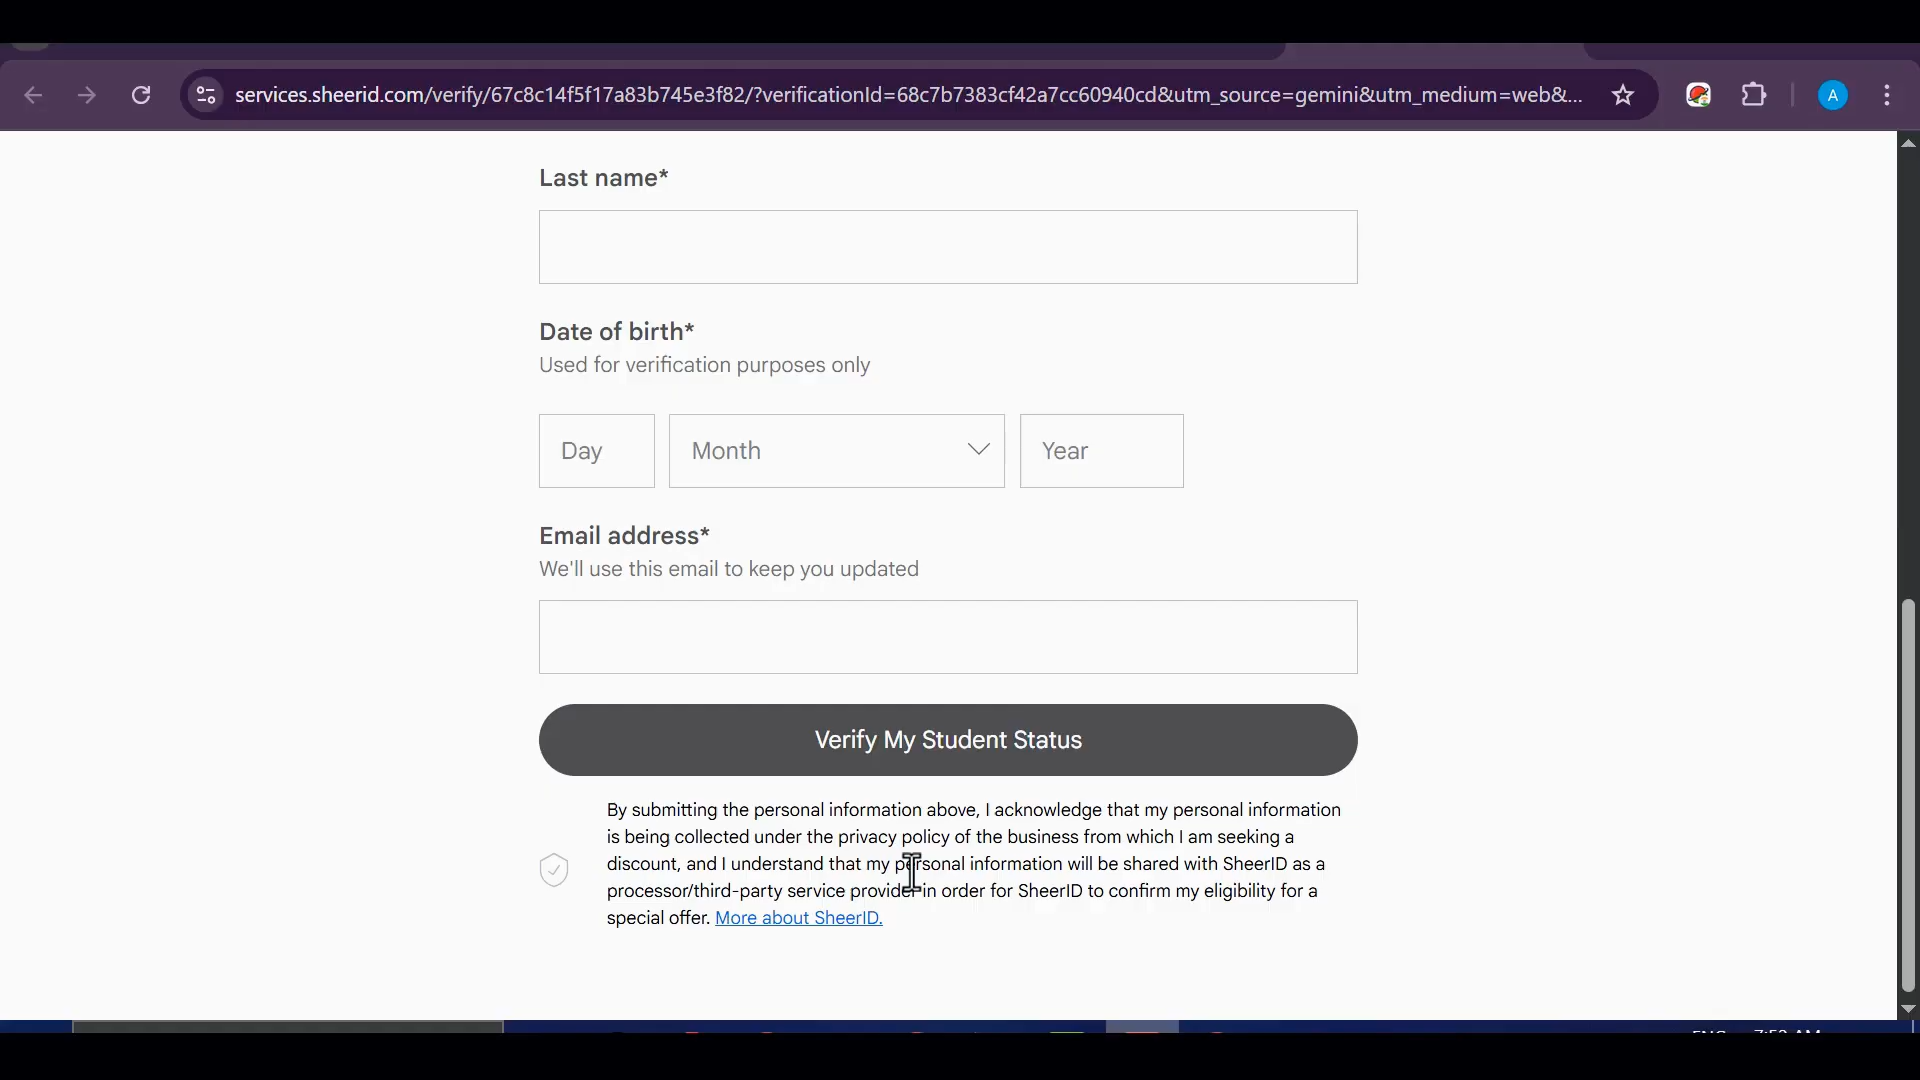 services.sheerid.com/verify/67c8c14f5f17a83b745e3f82/?verificationId=68c7b7383cf42a7cc60940cd&utm_source=gemini&utm_medium=web&...
A
Last name*
Date of birth*
Used for verification purposes only
Day
Month
Year
Email address*
We'll use this email to keep you updated
Verify My Student Status
By submitting the personal information above, I acknowledge that my personal information
is being collected under the privacy policy of the business from which I am seeking a
discount, and I understand that my personal information will be shared with SheerID as a
processor/third-party service provider in order for SheerID to confirm my eligibility for a
special offer. More about SheerID.